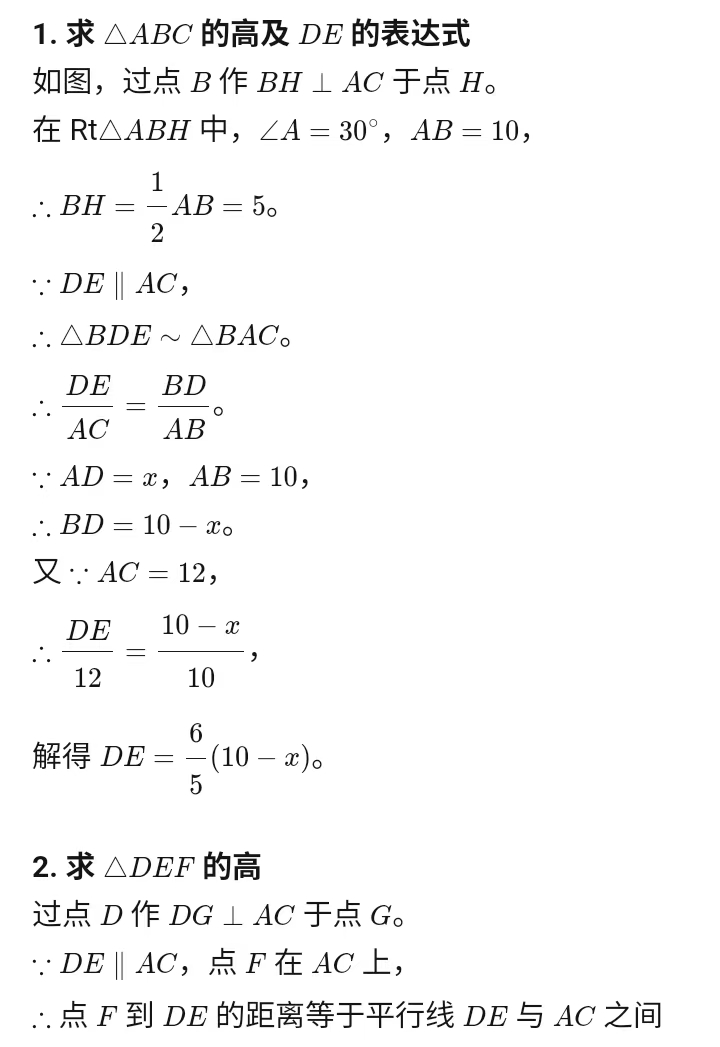 1. 求 △ABC 的高及 DE 的表达式
如图，过点 B 作 BH ⊥ AC 于点 H。
在 Rt△ABH 中，∠A = 30°，AB = 10，
∴ BH = 1/2 AB = 5。
∵ DE ∥ AC，
∴ △BDE ∼ △BAC。
∴ DE/AC = BD/AB。
∵ AD = x，AB = 10，
∴ BD = 10 − x。
又 ∵ AC = 12，
∴ DE/12 = (10 − x)/10，
解得 DE = 6/5 (10 − x)。
2. 求 △DEF 的高
过点 D 作 DG ⊥ AC 于点 G。
∵ DE ∥ AC，点 F 在 AC 上，
∴ 点 F 到 DE 的距离等于平行线 DE 与 AC 之间